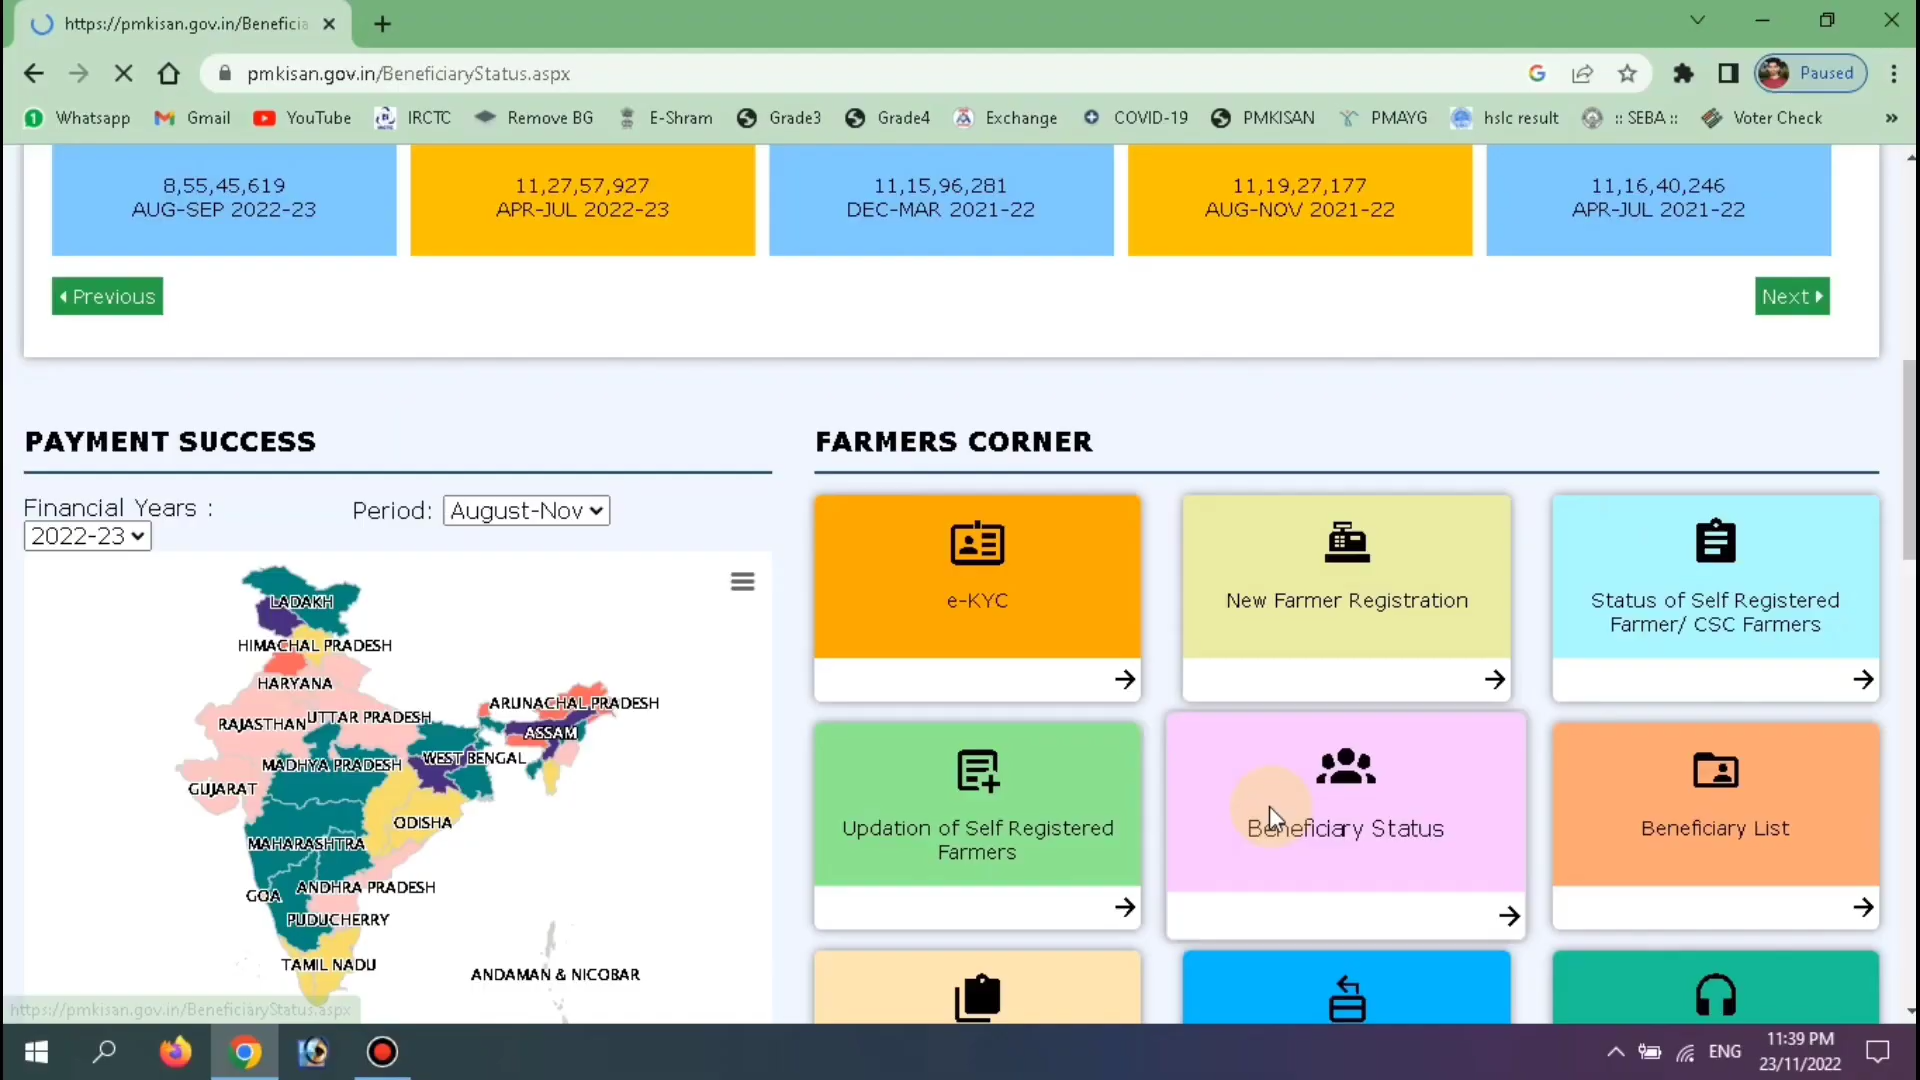 https://pmkisan.gov.in/Beneficia
pmkisan.gov.in/BeneficiaryStatus.aspx
Paused
Whatsapp
Gmail
YouTube
IRCTC
Remove BG
E-Shram
Grade3
Grade4
Exchange
COVID-19
PMKISAN
PMAYG
hslc result
:: SEBA ::
Voter Check
»
8,55,45,619
AUG-SEP 2022-23
11,27,57,927
APR-JUL 2022-23
11,15,96,281
DEC-MAR 2021-22
11,19,27,177
AUG-NOV 2021-22
11,16,40,246
APR-JUL 2021-22
Previous
Next
PAYMENT SUCCESS
Financial Years :
2022-23
Period: August-Nov
LADAKH
HIMACHAL PRADESH
HARYANA
ARUNACHAL PRADESH
RAJASTHAN
UTTAR PRADESH
ASSAM
WEST BENGAL
MADHYA PRADESH
GUJARAT
ODISHA
MAHARASHTRA
ANDHRA PRADESH
GOA
PUDUCHERRY
TAMIL NADU
ANDAMAN & NICOBAR
FARMERS CORNER
e-KYC
New Farmer Registration
Status of Self Registered
Farmer/ CSC Farmers
Updation of Self Registered
Farmers
Beneficiary Status
Beneficiary List
https://pmkisan.gov.in/BeneficiaryStatus.aspx
ENG
11:39 PM
23/11/2022